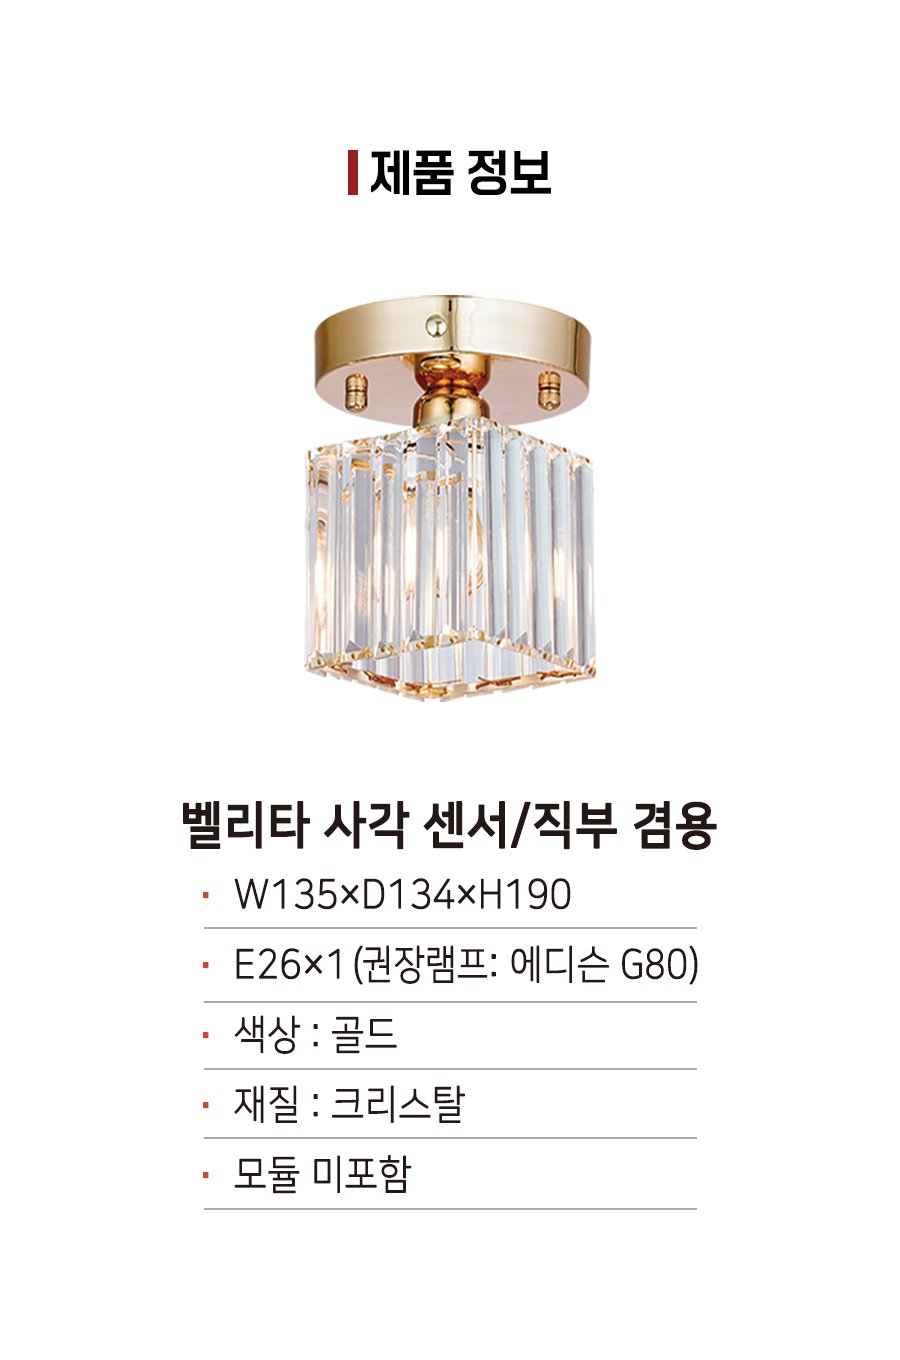 제품 정보
벨리타 사각 센서/직부 겸용
· W135×D134×H190
· E26×1 (권장램프: 에디슨 G80)
· 색상 : 골드
· 재질 : 크리스탈
· 모듈 미포함